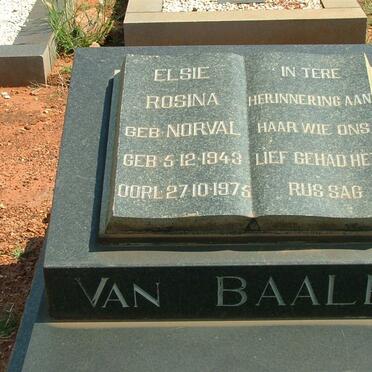 ELSIE
ROSINA
GEB. NORVAL
GEB 5·12·1943
OORL 27·10·1975
IN TERE
HERINNERING AAN
HAAR WIE ONS
LIEF GEHAD HE
RUS SAG
VAN BAAL